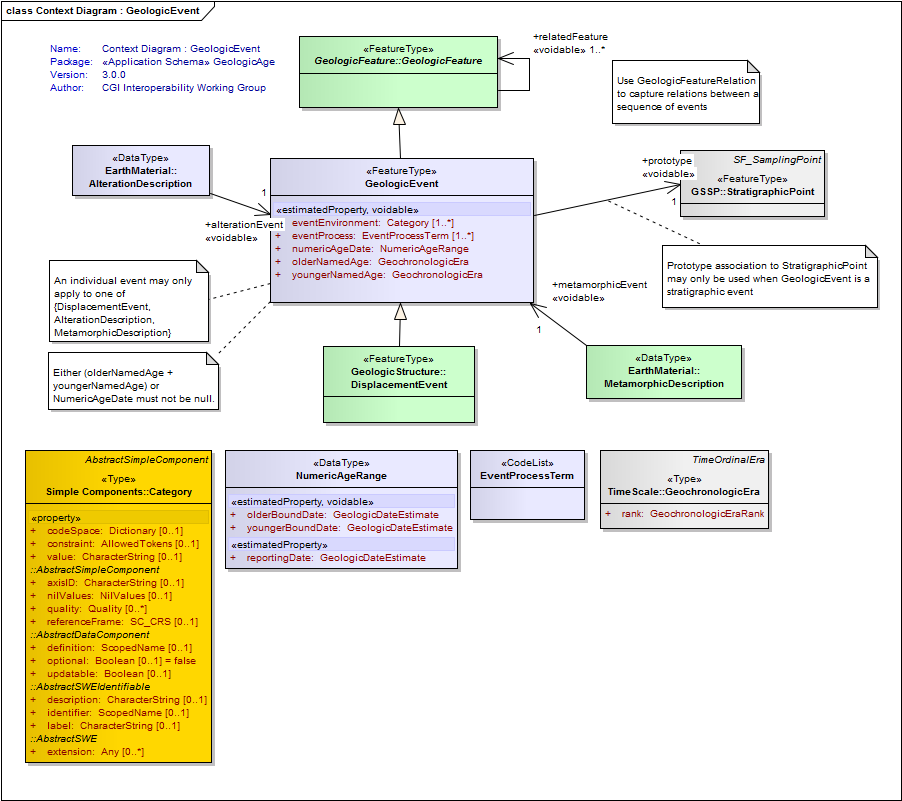 class Context Diagram : GeologicEvent
Name: Context Diagram : GeologicEvent
Package: «Application Schema» GeologicAge
Version: 3.0.0
Author: CGI Interoperability Working Group
«FeatureType»
GeologicFeature::GeologicFeature
+relatedFeature
«voidable» 1..*
Use GeologicFeatureRelation
to capture relations between a
sequence of events
«DataType»
EarthMaterial::
AlterationDescription
1
+alterationEvent
«voidable»
«FeatureType»
GeologicEvent
«estimatedProperty, voidable»
+ eventEnvironment: Category [1..*]
+ eventProcess: EventProcessTerm [1..*]
+ numericAgeDate: NumericAgeRange
+ olderNamedAge: GeochronologicEra
+ youngerNamedAge: GeochronologicEra
+prototype
«voidable»
1
SF_SamplingPoint
«FeatureType»
GSSP::StratigraphicPoint
Prototype association to StratigraphicPoint
may only be used when GeologicEvent is a
stratigraphic event
An individual event may only
apply to one of
{DisplacementEvent,
AlterationDescription,
MetamorphicDescription}
Either (olderNamedAge +
youngerNamedAge) or
NumericAgeDate must not be null.
+metamorphicEvent
«voidable»
1
«FeatureType»
GeologicStructure::
DisplacementEvent
«DataType»
EarthMaterial::
MetamorphicDescription
AbstractSimpleComponent
«Type»
Simple Components::Category
«property»
+ codeSpace: Dictionary [0..1]
+ constraint: AllowedTokens [0..1]
+ value: CharacterString [0..1]
::AbstractSimpleComponent
+ axisID: CharacterString [0..1]
+ nilValues: NilValues [0..1]
+ quality: Quality [0..*]
+ referenceFrame: SC_CRS [0..1]
::AbstractDataComponent
+ definition: ScopedName [0..1]
+ optional: Boolean [0..1] = false
+ updatable: Boolean [0..1]
::AbstractSWEIdentifiable
+ description: CharacterString [0..1]
+ identifier: ScopedName [0..1]
+ label: CharacterString [0..1]
::AbstractSWE
+ extension: Any [0..*]
«DataType»
NumericAgeRange
«estimatedProperty, voidable»
+ olderBoundDate: GeologicDateEstimate
+ youngerBoundDate: GeologicDateEstimate
«estimatedProperty»
+ reportingDate: GeologicDateEstimate
«CodeList»
EventProcessTerm
TimeOrdinalEra
«Type»
TimeScale::GeochronologicEra
+ rank: GeochronologicEraRank